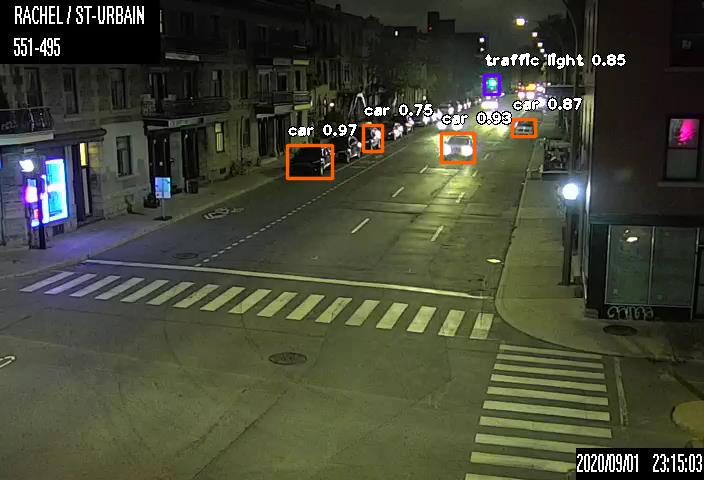 RACHEL / ST-URBAIN
551-495
traffic light 0.85
car 0.75
car 0.87
car 0.93
car 0.97
2020/09/01 23:15:03